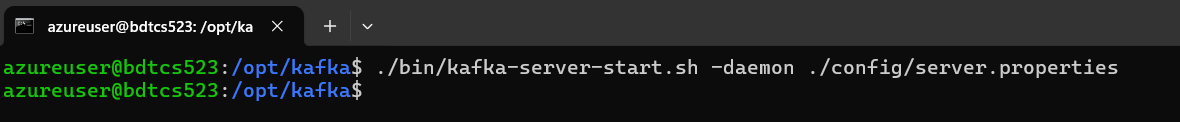 azureuser@bdtcs523: /opt/ka
azureuser@bdtcs523:/opt/kafka$ ./bin/kafka-server-start.sh -daemon ./config/server.properties
azureuser@bdtcs523:/opt/kafka$